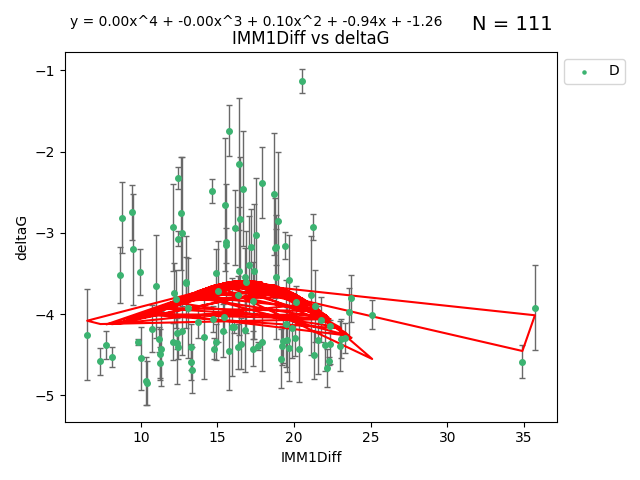 y = 0.00x^4 + -0.00x^3 + 0.10x^2 + -0.94x + -1.26
N = 111
IMM1Diff vs deltaG
D
deltaG
−1
−2
−3
−4
−5
10
15
20
25
30
35
IMM1Diff